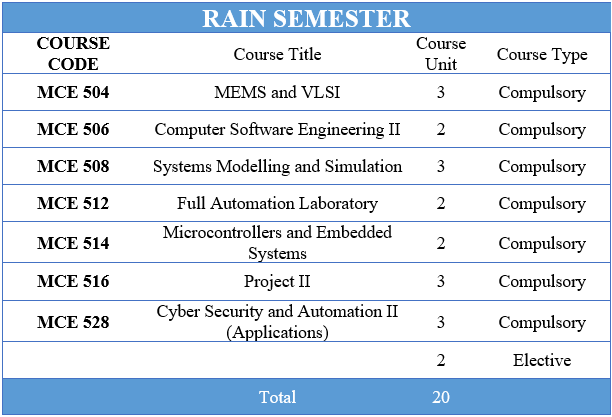 RAIN SEMESTER
COURSE CODE Course Title Course Unit Course Type
MCE 504 MEMS and VLSI 3 Compulsory
MCE 506 Computer Software Engineering II 2 Compulsory
MCE 508 Systems Modelling and Simulation 3 Compulsory
MCE 512 Full Automation Laboratory 2 Compulsory
MCE 514 Microcontrollers and Embedded Systems 2 Compulsory
MCE 516 Project II 3 Compulsory
MCE 528 Cyber Security and Automation II (Applications) 3 Compulsory
2 Elective
Total 20